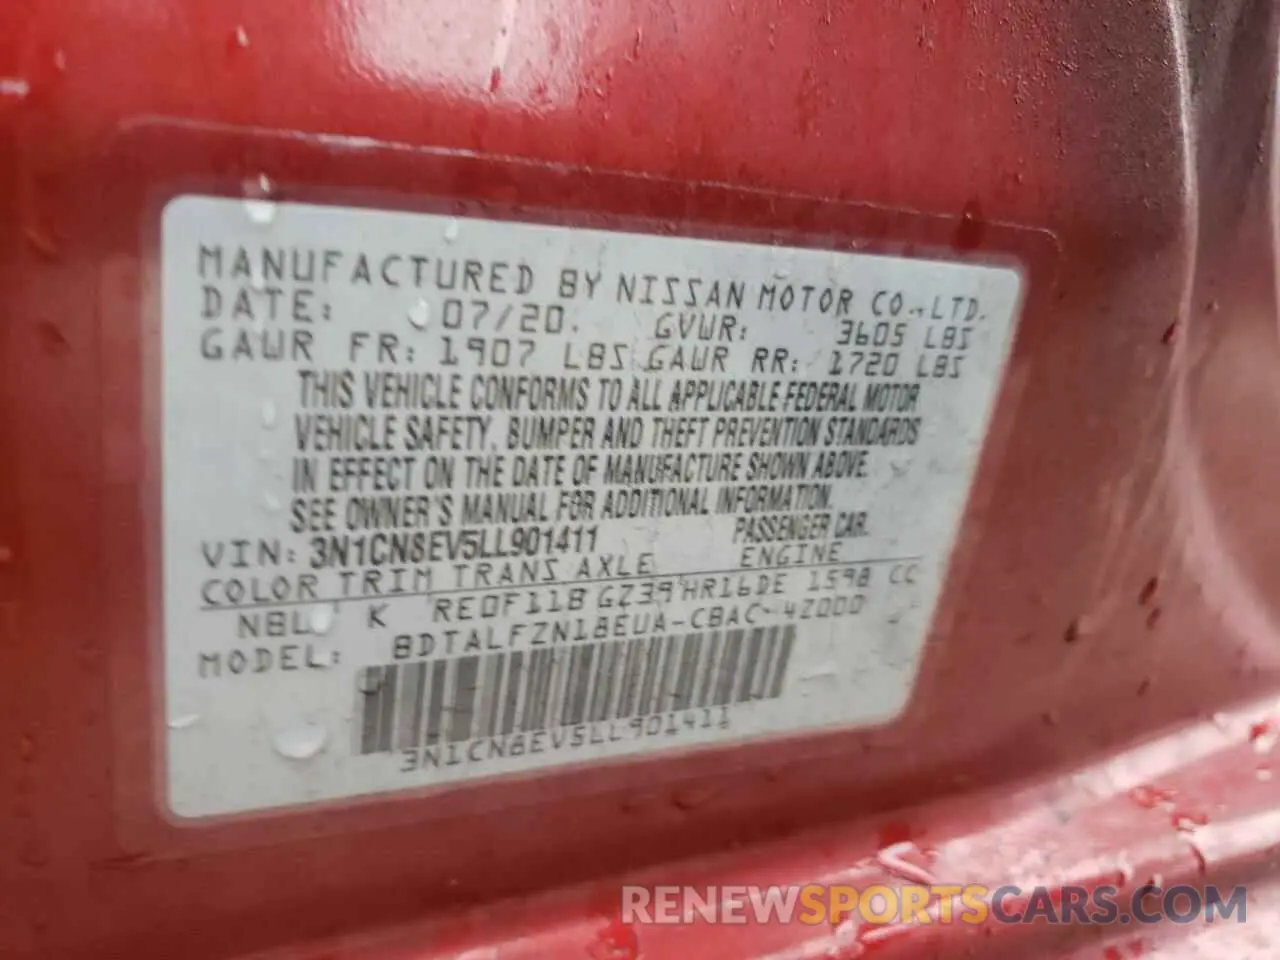 MANUFACTURED BY NISSAN MOTOR CO.,LTD.
DATE: 07/20. GVWR: 3605 LBS
GAWR FR: 1907 LBS GAWR RR: 1720 LBS
THIS VEHICLE CONFORMS TO ALL APPLICABLE FEDERAL MOTOR
VEHICLE SAFETY, BUMPER AND THEFT PREVENTION STANDARDS
IN EFFECT ON THE DATE OF MANUFACTURE SHOWN ABOVE.
SEE OWNER'S MANUAL FOR ADDITIONAL INFORMATION.
VIN: 3N1CN8EV5LL901411 PASSENGER CAR.
COLOR TRIM TRANS AXLE ENGINE
NBL K RE0F11B GZ39 HR16DE 1598 CC
MODEL: BDTALFZN18EUA-CBAC-4Z000
3N1CN8EV5LL901411
RENEWSPORTSCARS.COM